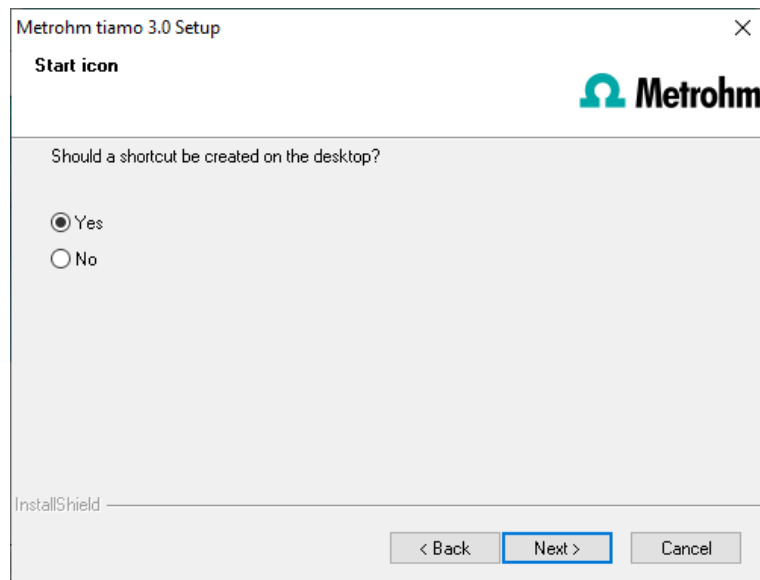 Metrohm tiamo 3.0 Setup
Start icon
Metrohm
Should a shortcut be created on the desktop?
Yes
No
InstallShield
< Back Next > Cancel